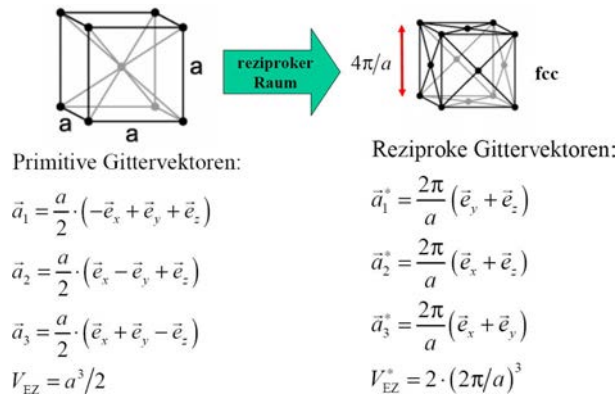 a
a
a
reziproker
Raum
4π/a
fcc
Primitive Gittervektoren:
a⃗₁ = a/2 · (−e⃗ₓ + e⃗ᵧ + e⃗_z)
a⃗₂ = a/2 · (e⃗ₓ − e⃗ᵧ + e⃗_z)
a⃗₃ = a/2 · (e⃗ₓ + e⃗ᵧ − e⃗_z)
V_EZ = a³/2
Reziproke Gittervektoren:
a⃗₁* = 2π/a (e⃗ᵧ + e⃗_z)
a⃗₂* = 2π/a (e⃗ₓ + e⃗_z)
a⃗₃* = 2π/a (e⃗ₓ + e⃗ᵧ)
V*_EZ = 2 · (2π/a)³